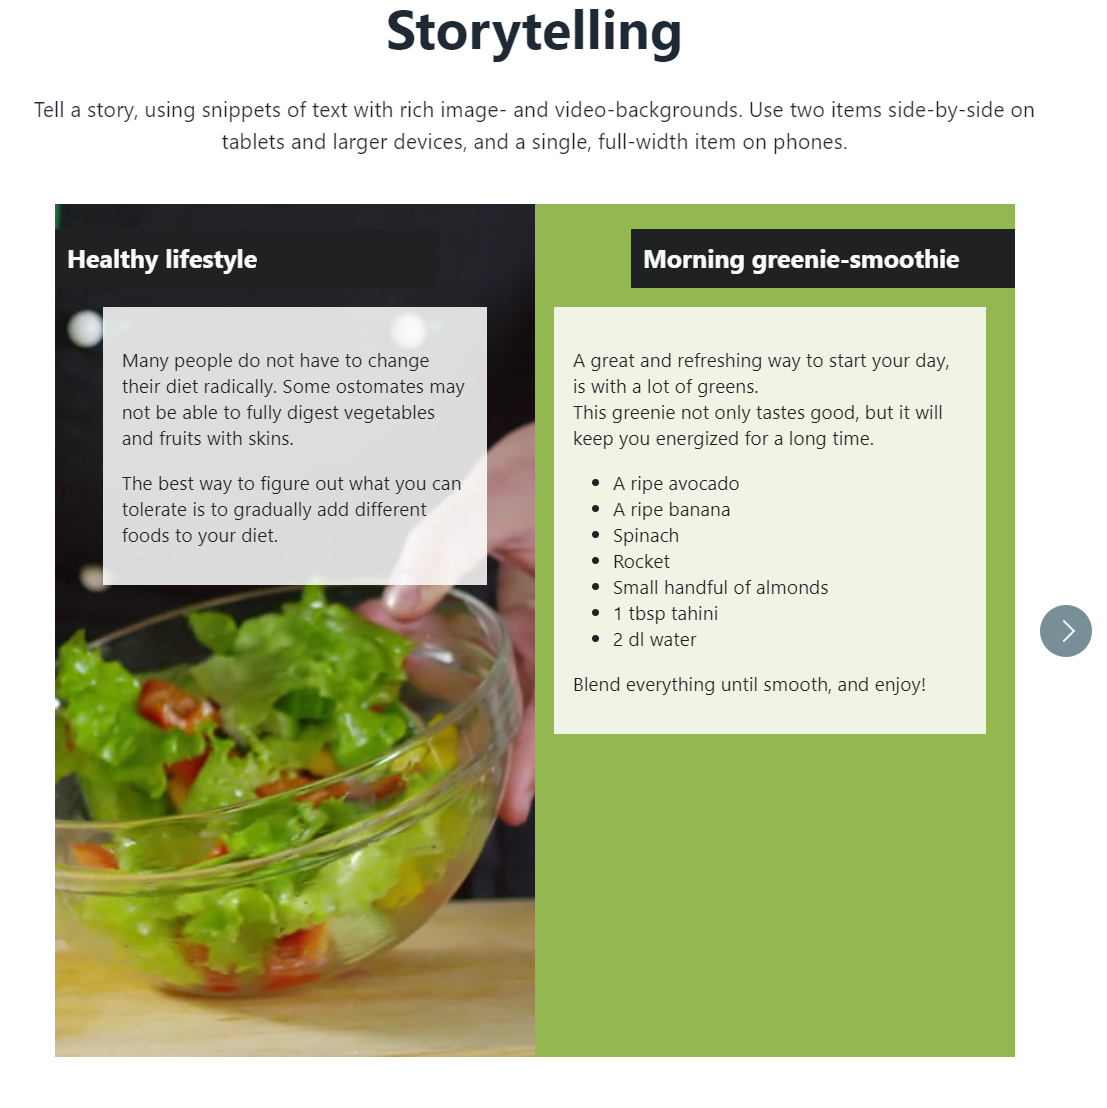 Storytelling
Tell a story, using snippets of text with rich image- and video-backgrounds. Use two items side-by-side on
tablets and larger devices, and a single, full-width item on phones.
Healthy lifestyle
Many people do not have to change
their diet radically. Some ostomates may
not be able to fully digest vegetables
and fruits with skins.
The best way to figure out what you can
tolerate is to gradually add different
foods to your diet.
Morning greenie-smoothie
A great and refreshing way to start your day,
is with a lot of greens.
This greenie not only tastes good, but it will
keep you energized for a long time.
• A ripe avocado
• A ripe banana
• Spinach
• Rocket
• Small handful of almonds
• 1 tbsp tahini
• 2 dl water
Blend everything until smooth, and enjoy!